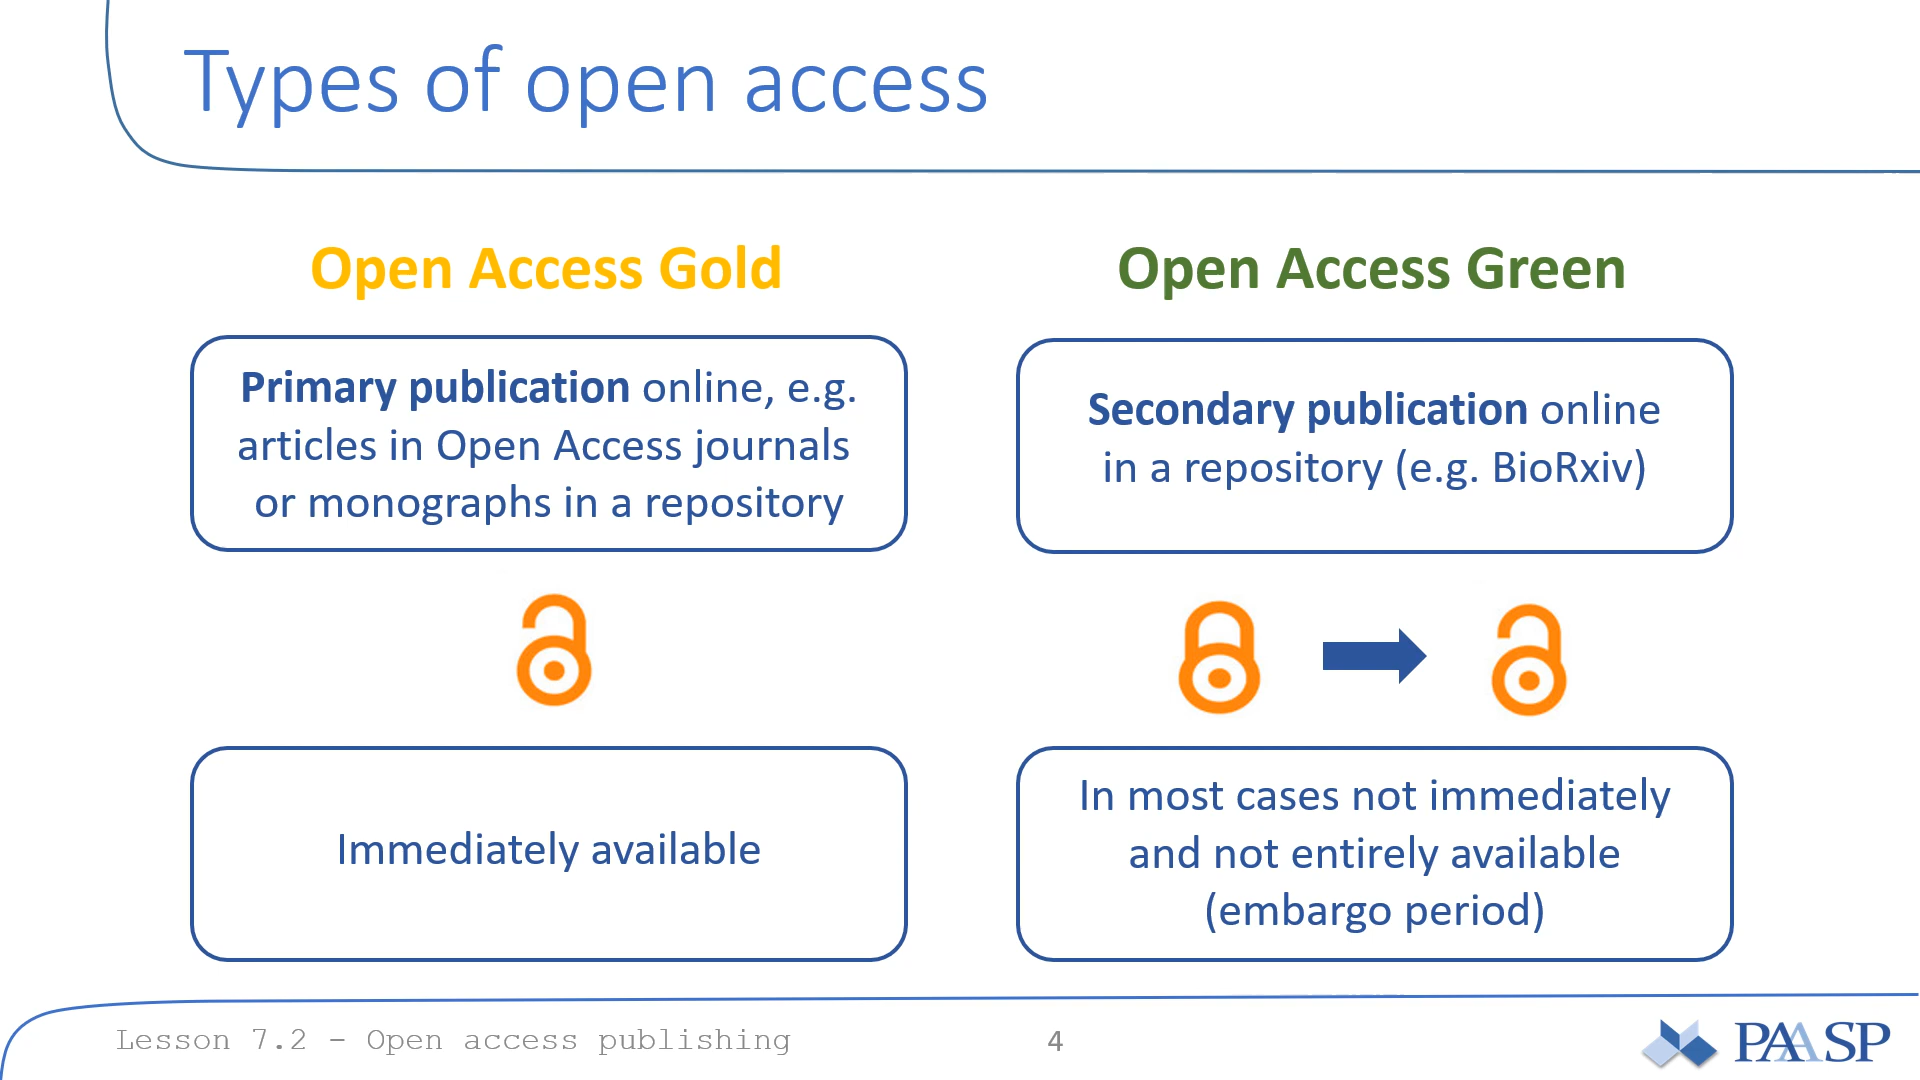 Types of open access
Open Access Gold
Primary publication online, e.g.
articles in Open Access journals
or monographs in a repository
Immediately available
Open Access Green
Secondary publication online
in a repository (e.g. BioRxiv)
In most cases not immediately
and not entirely available
(embargo period)
Lesson 7.2 - Open access publishing
4
PAASP